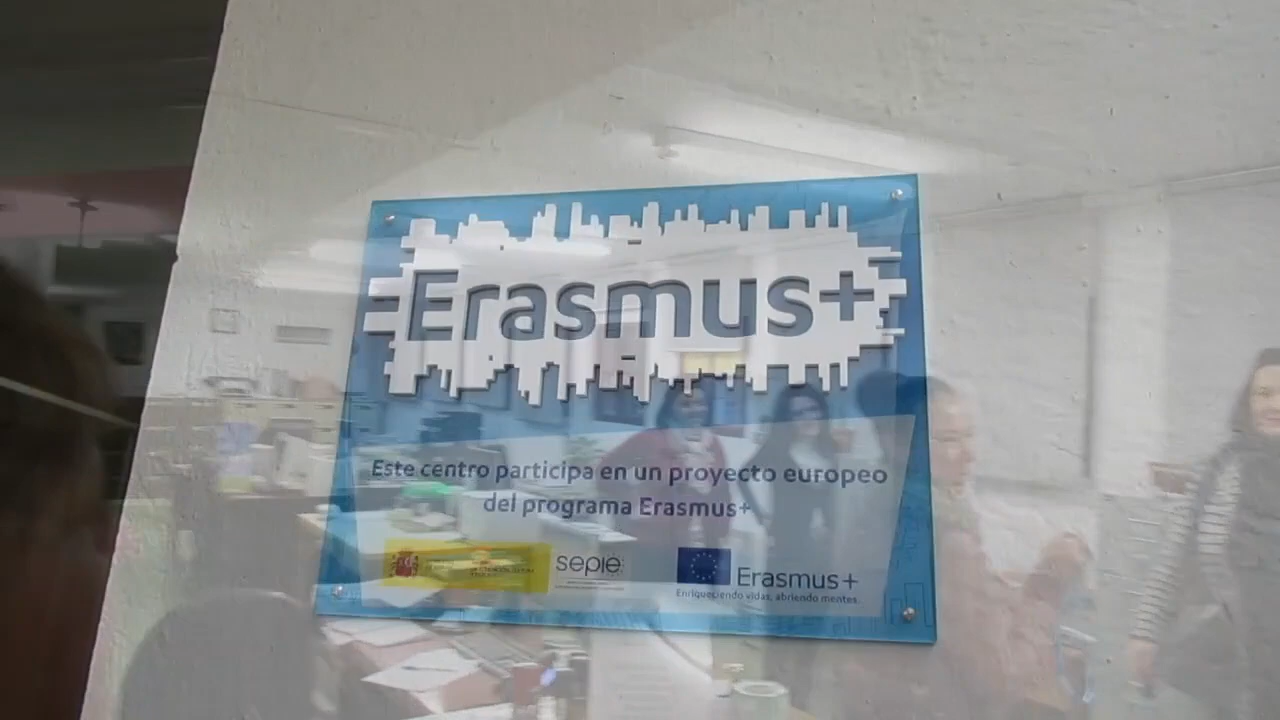 Erasmus+
Este centro participa en un proyecto europeo
del programa Erasmus+
sepie
Erasmus+
Enriqueciendo vidas, abriendo mentes.